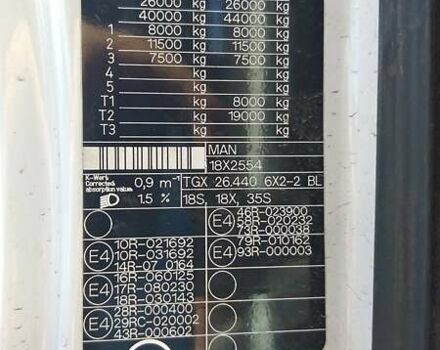 26000 kg 26000 kg
40000 kg 44000 kg
1 8000 kg 8000 kg
2 11500 kg 11500 kg
3 7500 kg 7500 kg
4 kg kg
5 kg kg
T1 kg 8000 kg
T2 kg 19000 kg
T3 kg kg
MAN
18X2554
K-Wert
Corrected
absorption value
0,9 m⁻¹
TGX 26.440 6X2-2 BL
1.5 %
18S, 18X, 35S
E4
46R-023900
58R-020232
73R-000038
E4
10R-021692
10R-031692
14R-07 0164
E4
79R-010162
93R-000003
E4
16R-060125
17R-080230
18R-030143
E4
28R-000400
29RC-020002
43R-000602